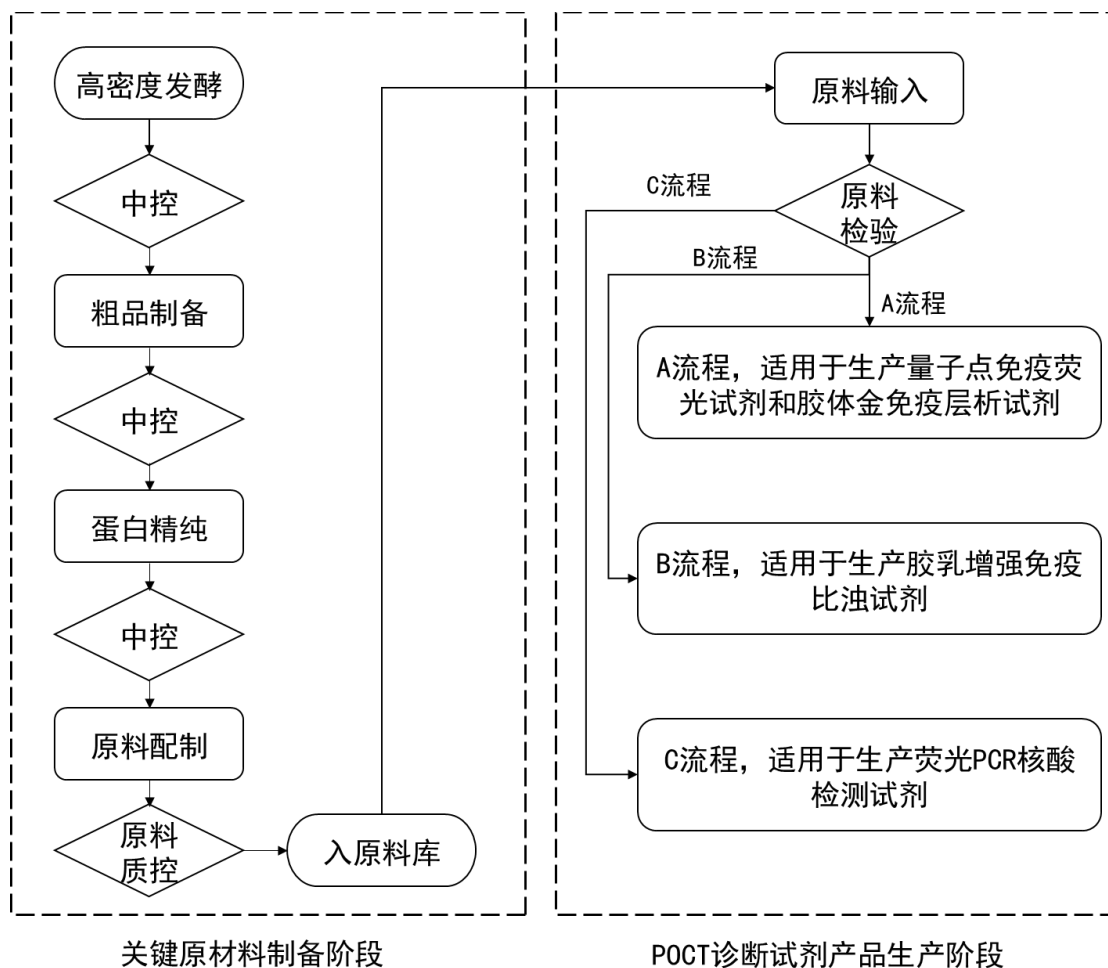 高密度发酵
中控
粗品制备
中控
蛋白精纯
中控
原料配制
原料
质控
入原料库
关键原材料制备阶段
原料输入
原料
检验
C流程
B流程
A流程
A流程，适用于生产量子点免疫荧
光试剂和胶体金免疫层析试剂
B流程，适用于生产胶乳增强免疫
比浊试剂
C流程，适用于生产荧光PCR核酸
检测试剂
POCT诊断试剂产品生产阶段